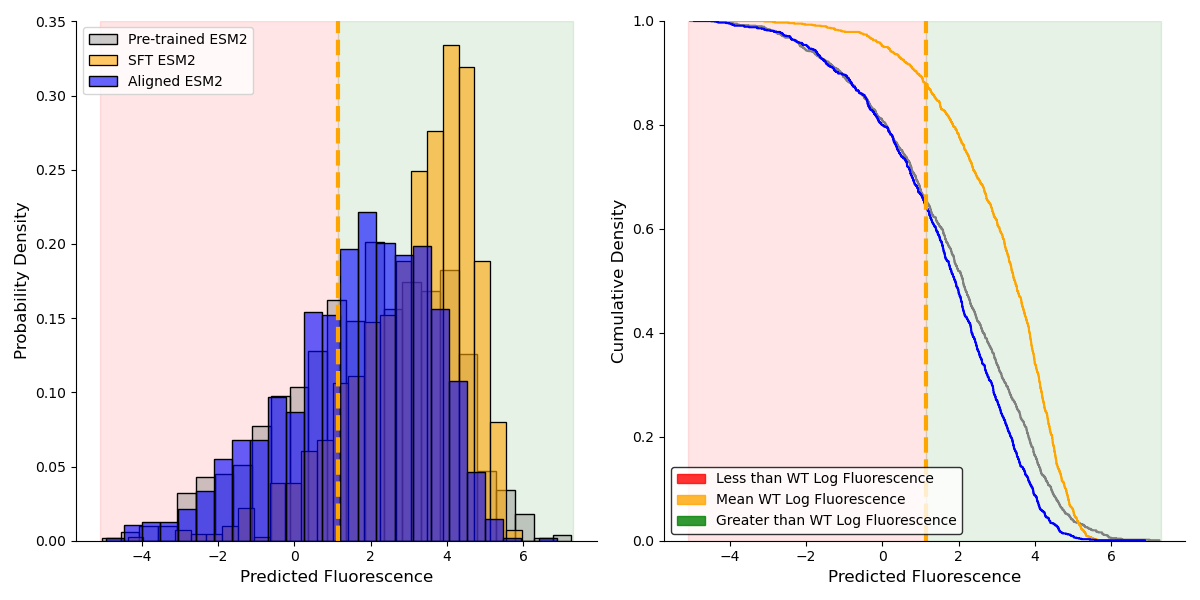 0.35
0.30
0.25
0.20
0.15
0.10
0.05
0.00
Probability Density
−4
−2
0
2
4
6
Predicted Fluorescence
Pre-trained ESM2
SFT ESM2
Aligned ESM2
1.0
0.8
0.6
0.4
0.2
0.0
Cumulative Density
−4
−2
0
2
4
6
Predicted Fluorescence
Less than WT Log Fluorescence
Mean WT Log Fluorescence
Greater than WT Log Fluorescence